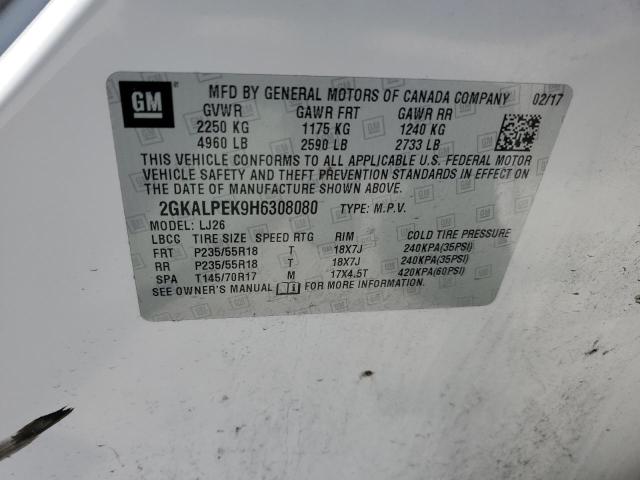 GM
MFD BY GENERAL MOTORS OF CANADA COMPANY 02/17
GVWR GAWR FRT GAWR RR
2250 KG 1175 KG 1240 KG
4960 LB 2590 LB 2733 LB
THIS VEHICLE CONFORMS TO ALL APPLICABLE U.S. FEDERAL MOTOR
VEHICLE SAFETY AND THEFT PREVENTION STANDARDS IN EFFECT ON
THE DATE OF MANUFACTURE SHOWN ABOVE.
2GKALPEK9H6308080 TYPE: M.P.V.
MODEL: LJ26
LBCC TIRE SIZE SPEED RTG RIM COLD TIRE PRESSURE
FRT P235/55R18 T 18X7J 240KPA(35PSI)
RR P235/55R18 T 18X7J 240KPA(35PSI)
SPA T145/70R17 M 17X4.5T 420KPA(60PSI)
SEE OWNER'S MANUAL FOR MORE INFORMATION.